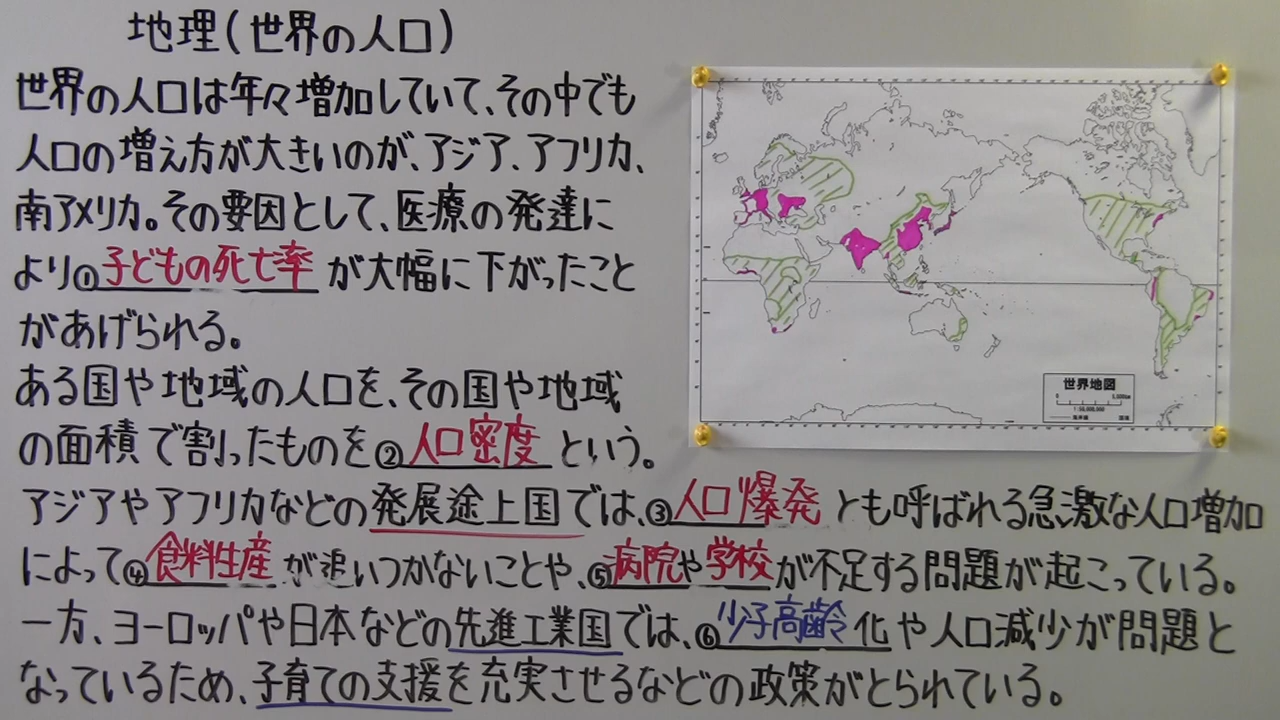 地理(世界の人口)
世界の人口は年々増加していて、その中でも
人口の増え方が大きいのが、アジア、アフリカ、
南アメリカ。その要因として、医療の発達に
より①子どもの死亡率が大幅に下がったこと
があげられる。
ある国や地域の人口を、その国や地域
の面積で割ったものを②人口密度という。
アジアやアフリカなどの発展途上国では、③人口爆発とも呼ばれる急激な人口増加
によって④食料生産が追いつかないことや、⑤病院や学校が不足する問題が起こっている。
一方、ヨーロッパや日本などの先進工業国では、⑥少子高齢化や人口減少が問題と
なっているため、子育ての支援を充実させるなどの政策がとられている。
世界地図